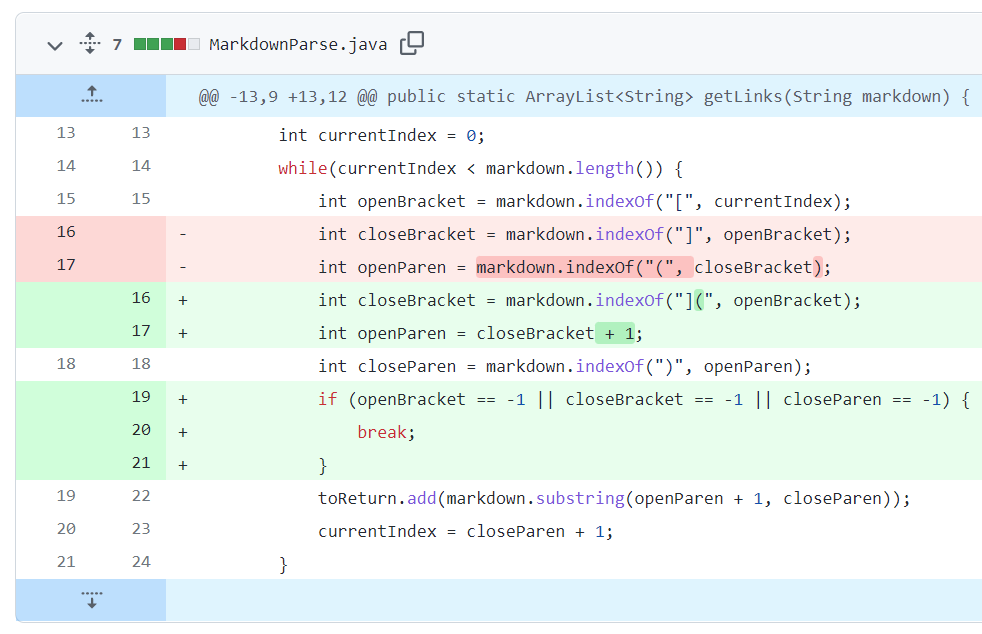 7 MarkdownParse.java
@@ -13,9 +13,12 @@ public static ArrayList<String> getLinks(String markdown) {
13 13 int currentIndex = 0;
14 14 while(currentIndex < markdown.length()) {
15 15 int openBracket = markdown.indexOf("[", currentIndex);
16 - int closeBracket = markdown.indexOf("]", openBracket);
17 - int openParen = markdown.indexOf("(", closeBracket);
16 + int closeBracket = markdown.indexOf("](", openBracket);
17 + int openParen = closeBracket + 1;
18 18 int closeParen = markdown.indexOf(")", openParen);
19 + if (openBracket == -1 || closeBracket == -1 || closeParen == -1) {
20 + break;
21 + }
19 22 toReturn.add(markdown.substring(openParen + 1, closeParen));
20 23 currentIndex = closeParen + 1;
21 24 }